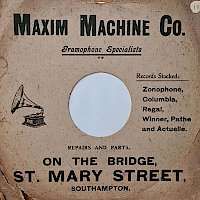 MAXIM MACHINE CO.
Gramophone Specialists
Records Stocked:
Zonophone,
Columbia,
Regal,
Winner, Pathe
and Actuelle.
REPAIRS AND PARTS.
ON THE BRIDGE,
ST. MARY STREET,
SOUTHAMPTON.